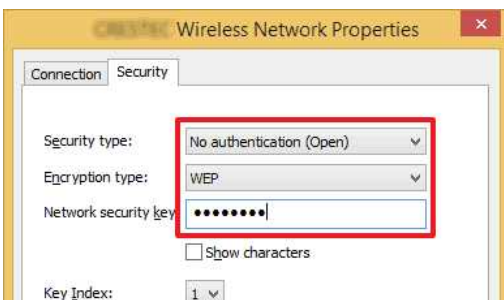 Wireless Network Properties
Connection Security
Security type: No authentication (Open)
Encryption type: WEP
Network security key ••••••••
Show characters
Key Index: 1